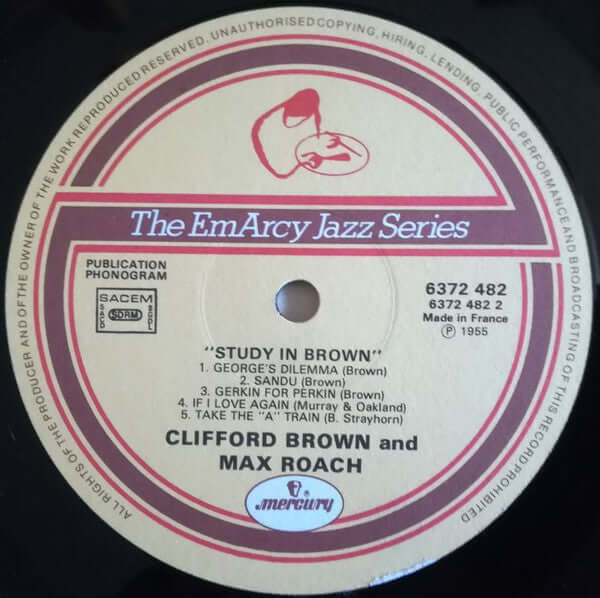 ALL RIGHTS OF THE PRODUCER AND OF THE OWNER OF THE WORK REPRODUCED RESERVED. UNAUTHORISED COPYING, HIRING, LENDING, PUBLIC PERFORMANCE AND BROADCASTING OF THIS RECORD PROHIBITED
The EmArcy Jazz Series
PUBLICATION
PHONOGRAM
SACEM
SACD
SDRM
SGDL
6372 482
6372 482 2
Made in France
Ⓟ 1955
"STUDY IN BROWN"
1. GEORGE'S DILEMMA (Brown)
2. SANDU (Brown)
3. GERKIN FOR PERKIN (Brown)
4. IF I LOVE AGAIN (Murray & Oakland)
5. TAKE THE "A" TRAIN (B. Strayhorn)
CLIFFORD BROWN and
MAX ROACH
mercury ®